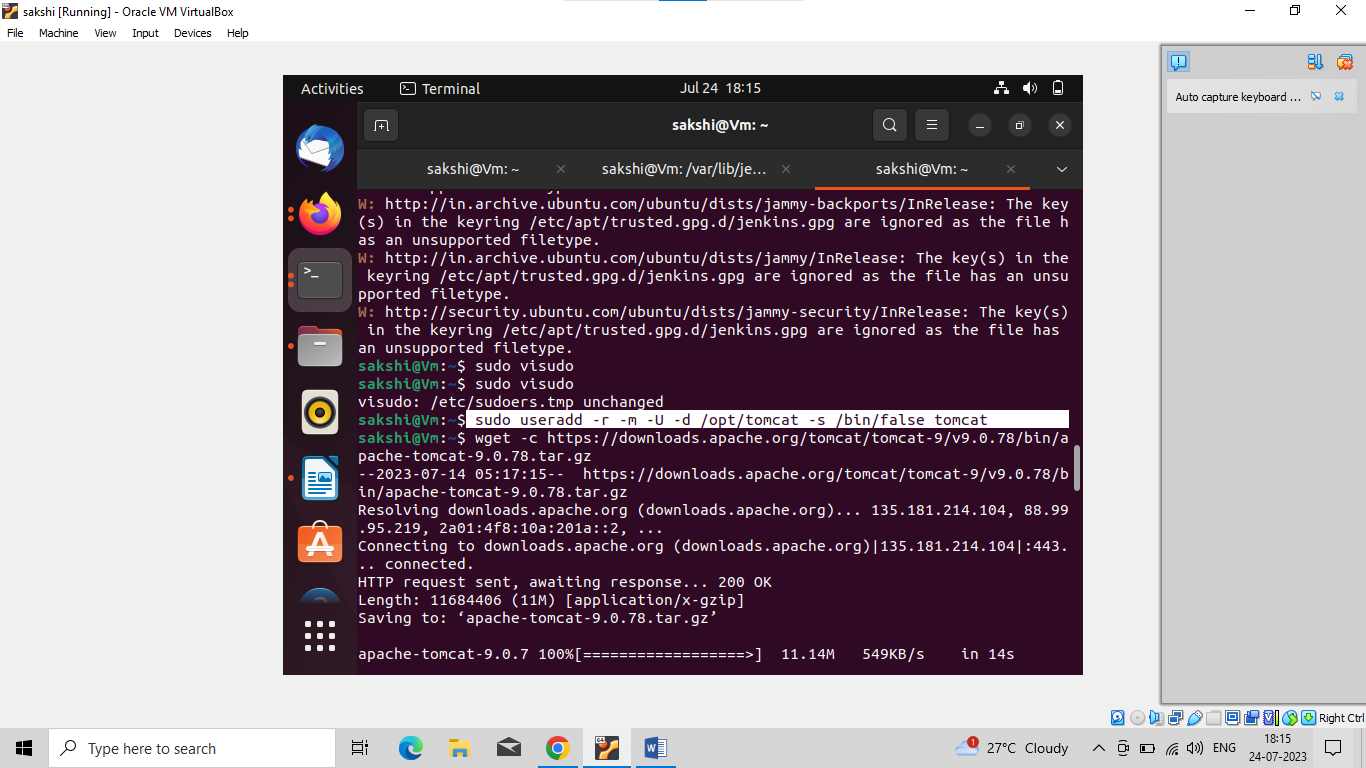 sakshi [Running] - Oracle VM VirtualBox
File Machine View Input Devices Help
Auto capture keyboard ...
Activities Terminal Jul 24 18:15
sakshi@Vm: ~
sakshi@Vm: ~ sakshi@Vm: /var/lib/je... sakshi@Vm: ~
W: http://in.archive.ubuntu.com/ubuntu/dists/jammy-backports/InRelease: The key
(s) in the keyring /etc/apt/trusted.gpg.d/jenkins.gpg are ignored as the file h
as an unsupported filetype.
W: http://in.archive.ubuntu.com/ubuntu/dists/jammy/InRelease: The key(s) in the
keyring /etc/apt/trusted.gpg.d/jenkins.gpg are ignored as the file has an unsu
pported filetype.
W: http://security.ubuntu.com/ubuntu/dists/jammy-security/InRelease: The key(s)
in the keyring /etc/apt/trusted.gpg.d/jenkins.gpg are ignored as the file has
an unsupported filetype.
sakshi@Vm:~$ sudo visudo
sakshi@Vm:~$ sudo visudo
visudo: /etc/sudoers.tmp unchanged
sakshi@Vm:~$ sudo useradd -r -m -U -d /opt/tomcat -s /bin/false tomcat
sakshi@Vm:~$ wget -c https://downloads.apache.org/tomcat/tomcat-9/v9.0.78/bin/a
pache-tomcat-9.0.78.tar.gz
--2023-07-14 05:17:15--  https://downloads.apache.org/tomcat/tomcat-9/v9.0.78/b
in/apache-tomcat-9.0.78.tar.gz
Resolving downloads.apache.org (downloads.apache.org)... 135.181.214.104, 88.99
.95.219, 2a01:4f8:10a:201a::2, ...
Connecting to downloads.apache.org (downloads.apache.org)|135.181.214.104|:443.
.. connected.
HTTP request sent, awaiting response... 200 OK
Length: 11684406 (11M) [application/x-gzip]
Saving to: ‘apache-tomcat-9.0.78.tar.gz’
apache-tomcat-9.0.7 100%[==================>]  11.14M   549KB/s    in 14s
Right Ctrl
Type here to search
1
27°C Cloudy
ENG
18:15
24-07-2023